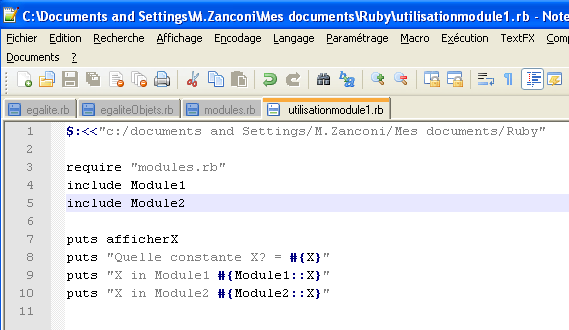 C:\Documents and Settings\M.Zanconi\Mes documents\Ruby\utilisationmodule1.rb - Note
Fichier Edition Recherche Affichage Encodage Langage Paramétrage Macro Exécution TextFX Comp
Documents ?
egalite.rb egaliteObjets.rb modules.rb utilisationmodule1.rb
1 $:<<"c:/documents and Settings/M.Zanconi/Mes documents/Ruby"
2
3 require "modules.rb"
4 include Module1
5 include Module2
6
7 puts afficherX
8 puts "Quelle constante X? = #{X}"
9 puts "X in Module1 #{Module1::X}"
10 puts "X in Module2 #{Module2::X}"
11